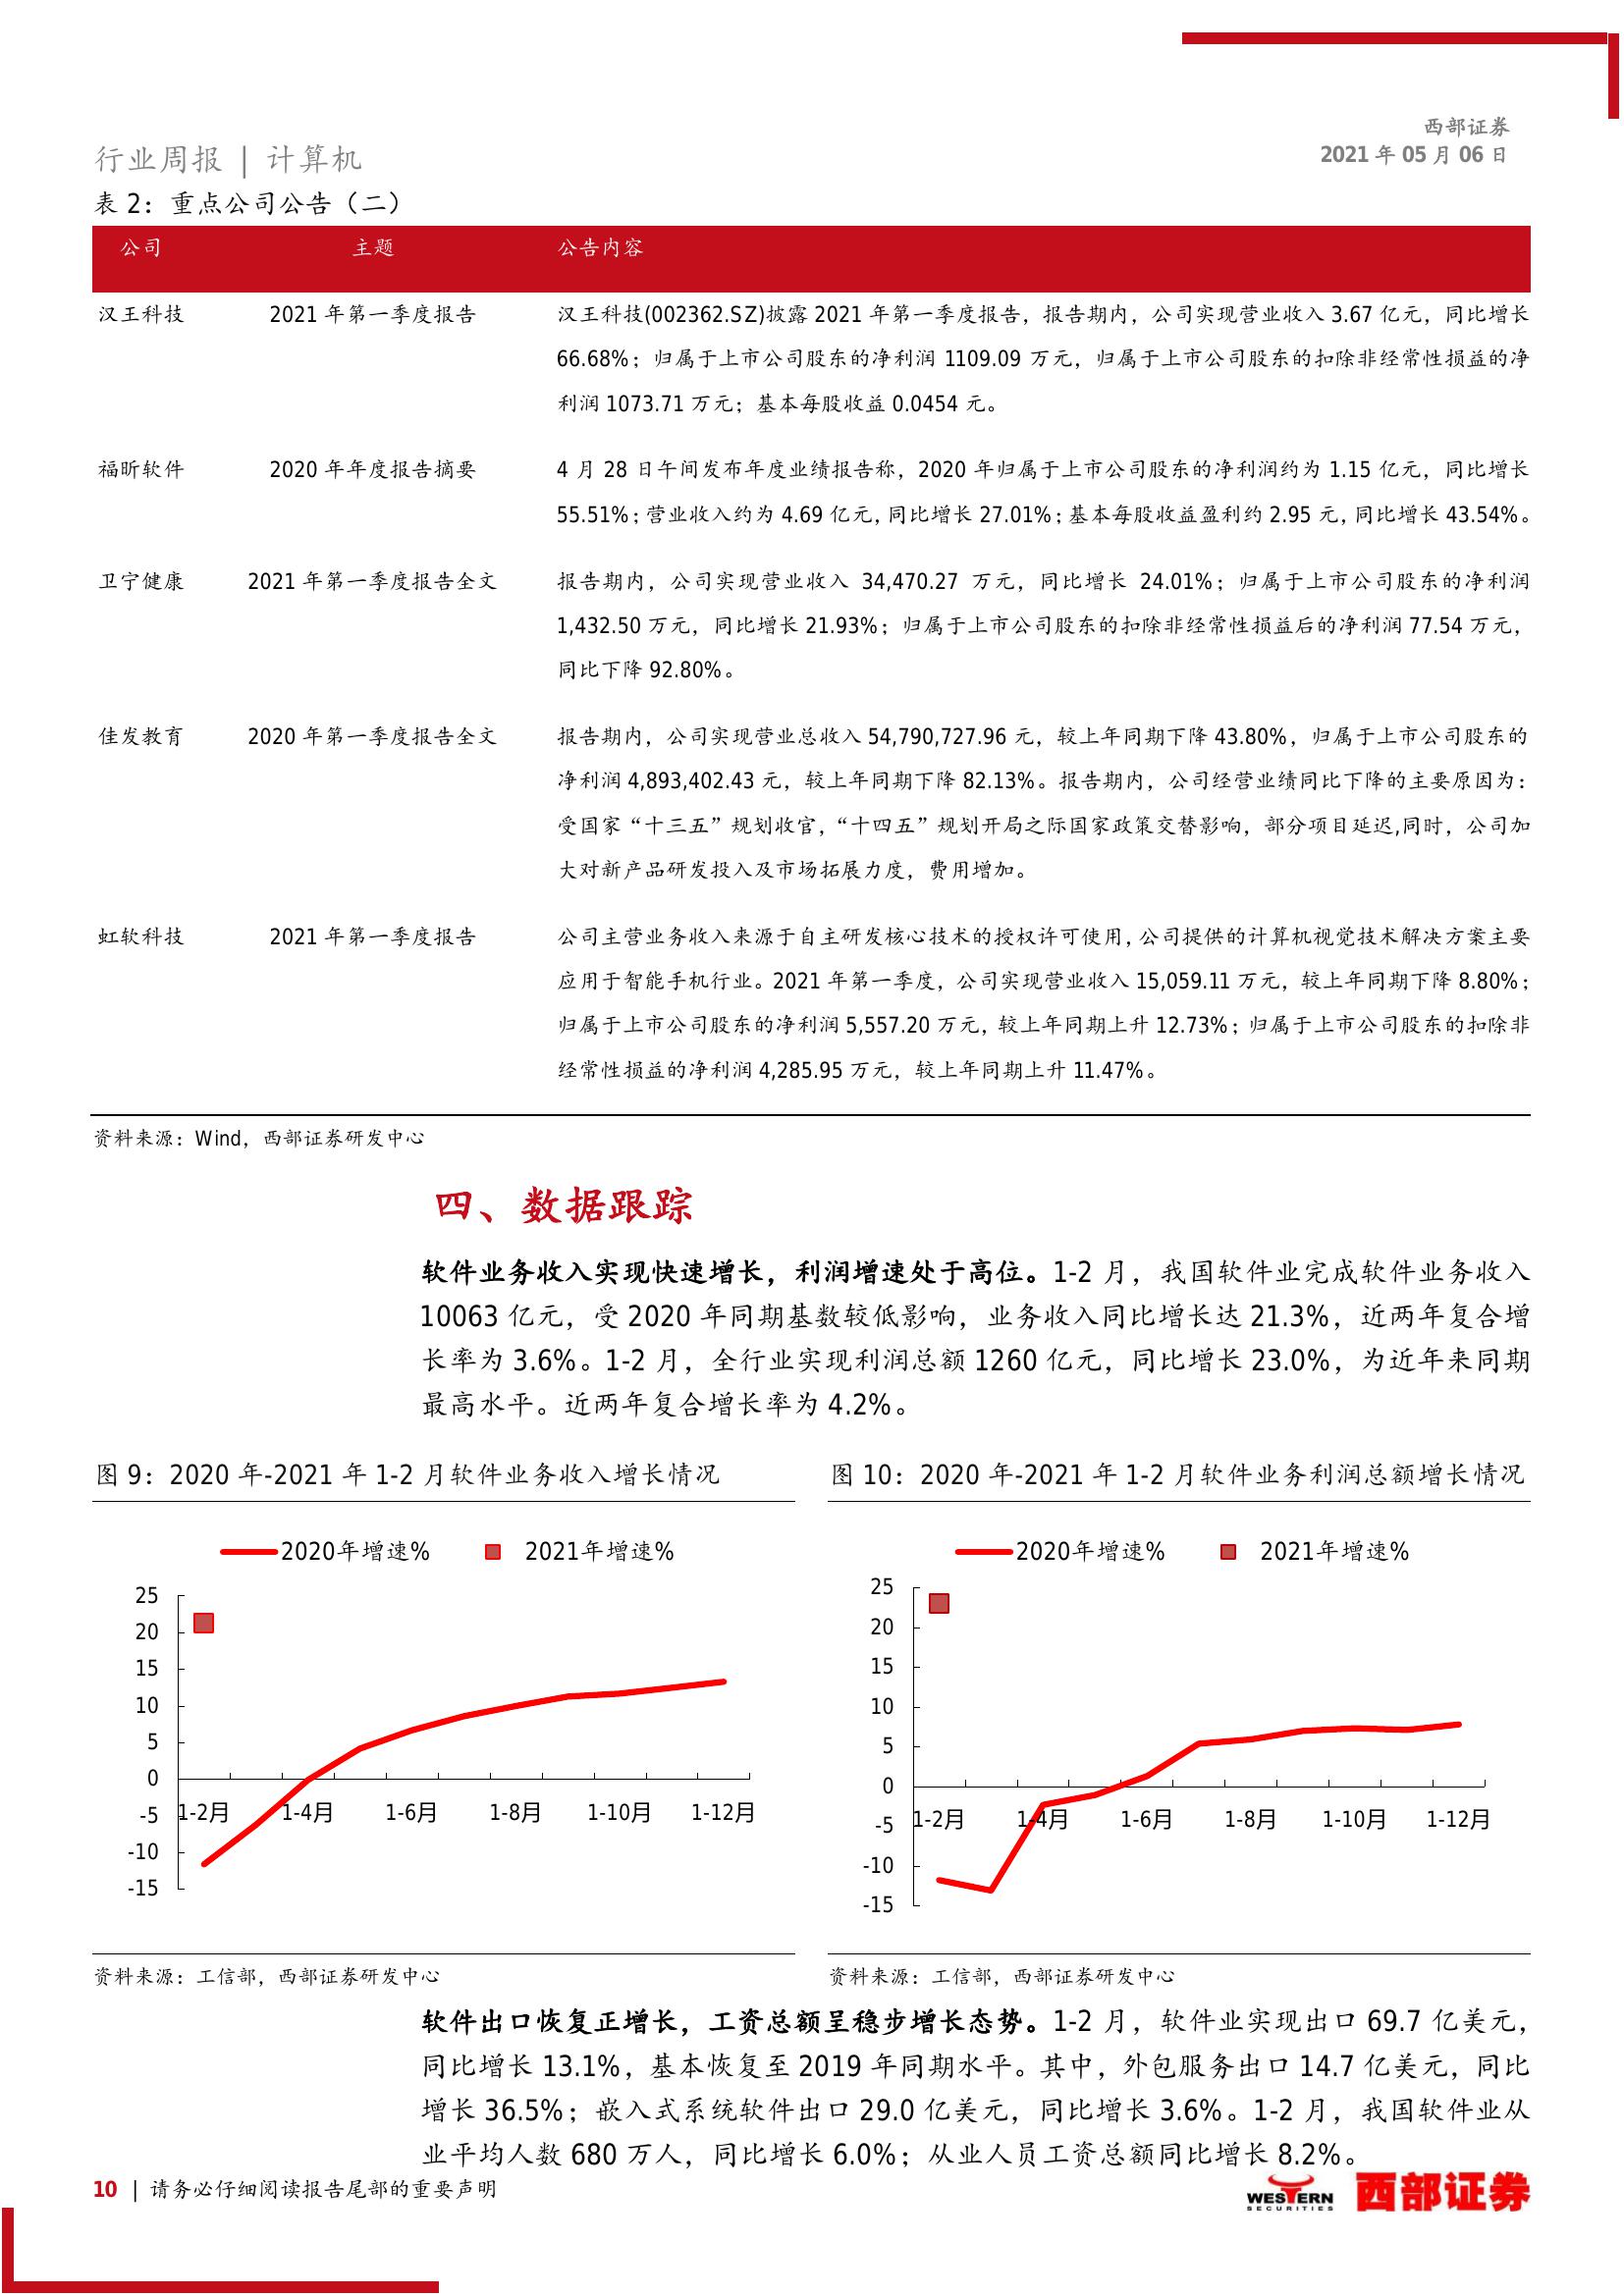 西部证券
2021 年 05 月 06 日
行业周报 | 计算机
表 2：重点公司公告（二）
公司 主题 公告内容
汉王科技 2021 年第一季度报告 汉王科技(002362.SZ)披露 2021 年第一季度报告，报告期内，公司实现营业收入 3.67 亿元，同比增长
66.68%；归属于上市公司股东的净利润 1109.09 万元，归属于上市公司股东的扣除非经常性损益的净
利润 1073.71 万元；基本每股收益 0.0454 元。
福昕软件 2020 年年度报告摘要 4 月 28 日午间发布年度业绩报告称，2020 年归属于上市公司股东的净利润约为 1.15 亿元，同比增长
55.51%；营业收入约为 4.69 亿元，同比增长 27.01%；基本每股收益盈利约 2.95 元，同比增长 43.54%。
卫宁健康 2021 年第一季度报告全文 报告期内，公司实现营业收入 34,470.27 万元，同比增长 24.01%；归属于上市公司股东的净利润
1,432.50 万元，同比增长 21.93%；归属于上市公司股东的扣除非经常性损益后的净利润 77.54 万元，
同比下降 92.80%。
佳发教育 2020 年第一季度报告全文 报告期内，公司实现营业总收入 54,790,727.96 元，较上年同期下降 43.80%，归属于上市公司股东的
净利润 4,893,402.43 元，较上年同期下降 82.13%。报告期内，公司经营业绩同比下降的主要原因为：
受国家“十三五”规划收官，“十四五”规划开局之际国家政策交替影响，部分项目延迟,同时，公司加
大对新产品研发投入及市场拓展力度，费用增加。
虹软科技 2021 年第一季度报告 公司主营业务收入来源于自主研发核心技术的授权许可使用，公司提供的计算机视觉技术解决方案主要
应用于智能手机行业。2021 年第一季度，公司实现营业收入 15,059.11 万元，较上年同期下降 8.80%；
归属于上市公司股东的净利润 5,557.20 万元，较上年同期上升 12.73%；归属于上市公司股东的扣除非
经常性损益的净利润 4,285.95 万元，较上年同期上升 11.47%。
资料来源：Wind，西部证券研发中心
四、数据跟踪
软件业务收入实现快速增长，利润增速处于高位。1-2 月，我国软件业完成软件业务收入
10063 亿元，受 2020 年同期基数较低影响，业务收入同比增长达 21.3%，近两年复合增
长率为 3.6%。1-2 月，全行业实现利润总额 1260 亿元，同比增长 23.0%，为近年来同期
最高水平。近两年复合增长率为 4.2%。
图 9：2020 年-2021 年 1-2 月软件业务收入增长情况
2020年增速% 2021年增速%
25
20
15
10
5
0
-5
-10
-15
1-2月 1-4月 1-6月 1-8月 1-10月 1-12月
资料来源：工信部，西部证券研发中心
图 10：2020 年-2021 年 1-2 月软件业务利润总额增长情况
2020年增速% 2021年增速%
25
20
15
10
5
0
-5
-10
-15
1-2月 1-4月 1-6月 1-8月 1-10月 1-12月
资料来源：工信部，西部证券研发中心
软件出口恢复正增长，工资总额呈稳步增长态势。1-2 月，软件业实现出口 69.7 亿美元，
同比增长 13.1%，基本恢复至 2019 年同期水平。其中，外包服务出口 14.7 亿美元，同比
增长 36.5%；嵌入式系统软件出口 29.0 亿美元，同比增长 3.6%。1-2 月，我国软件业从
业平均人数 680 万人，同比增长 6.0%；从业人员工资总额同比增长 8.2%。
10 | 请务必仔细阅读报告尾部的重要声明
WESTERN
SECURITIES
西部证券